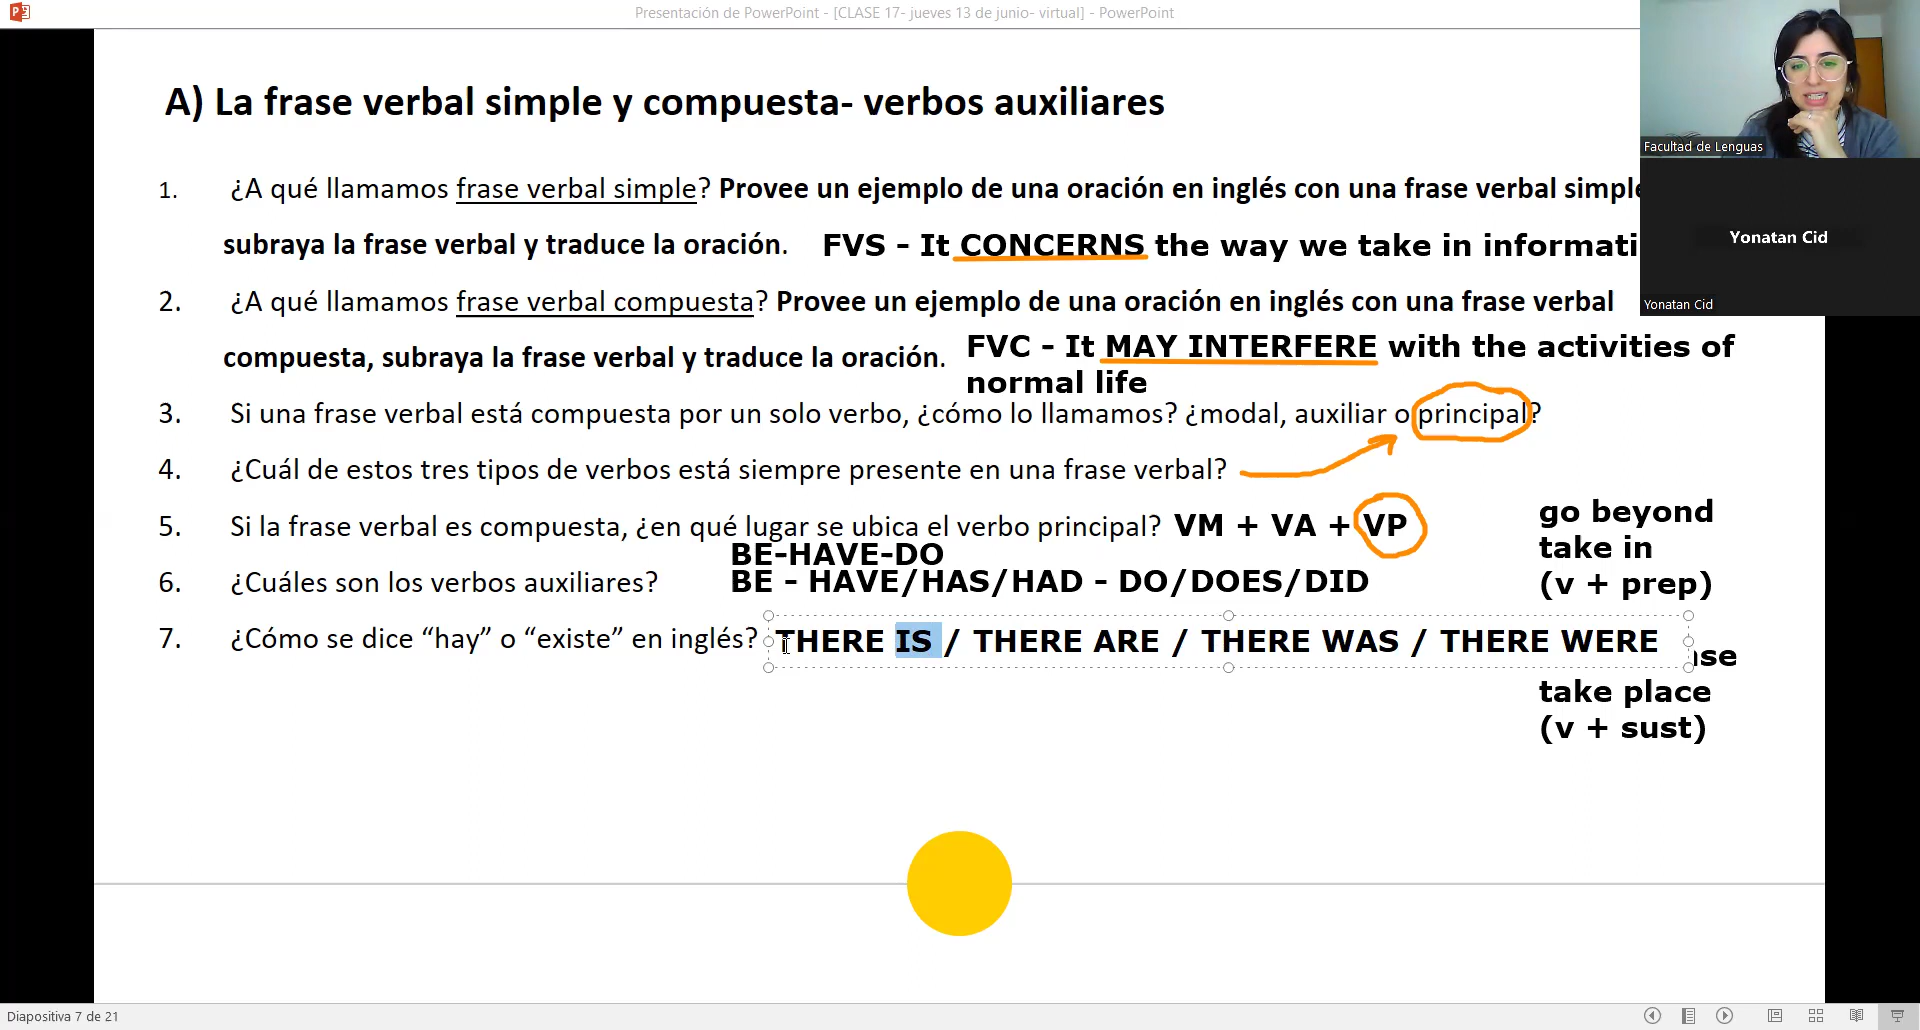 Presentación de PowerPoint - [CLASE 17- jueves 13 de junio- virtual] - PowerPoint
A) La frase verbal simple y compuesta- verbos auxiliares
1. ¿A qué llamamos frase verbal simple? Provee un ejemplo de una oración en inglés con una frase verbal simple
subraya la frase verbal y traduce la oración. FVS - It CONCERNS the way we take in informati
2. ¿A qué llamamos frase verbal compuesta? Provee un ejemplo de una oración en inglés con una frase verbal
compuesta, subraya la frase verbal y traduce la oración. FVC - It MAY INTERFERE with the activities of
normal life
3. Si una frase verbal está compuesta por un solo verbo, ¿cómo lo llamamos? ¿modal, auxiliar o principal?
4. ¿Cuál de estos tres tipos de verbos está siempre presente en una frase verbal?
5. Si la frase verbal es compuesta, ¿en qué lugar se ubica el verbo principal? VM + VA + VP
BE-HAVE-DO
6. ¿Cuáles son los verbos auxiliares? BE - HAVE/HAS/HAD - DO/DOES/DID
7. ¿Cómo se dice “hay” o “existe” en inglés? THERE IS / THERE ARE / THERE WAS / THERE WERE
go beyond
take in
(v + prep)
take place
(v + sust)
Facultad de Lenguas
Yonatan Cid
Yonatan Cid
Diapositiva 7 de 21